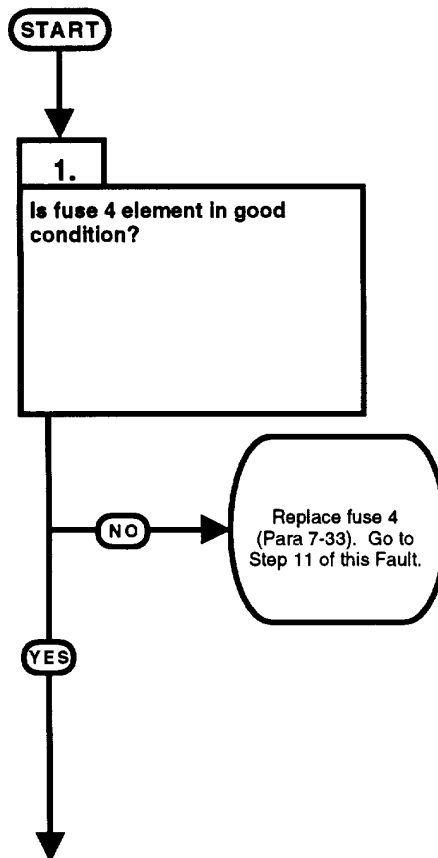 START
1.
Is fuse 4 element in good
condition?
NO
Replace fuse 4
(Para 7-33). Go to
Step 11 of this Fault.
YES